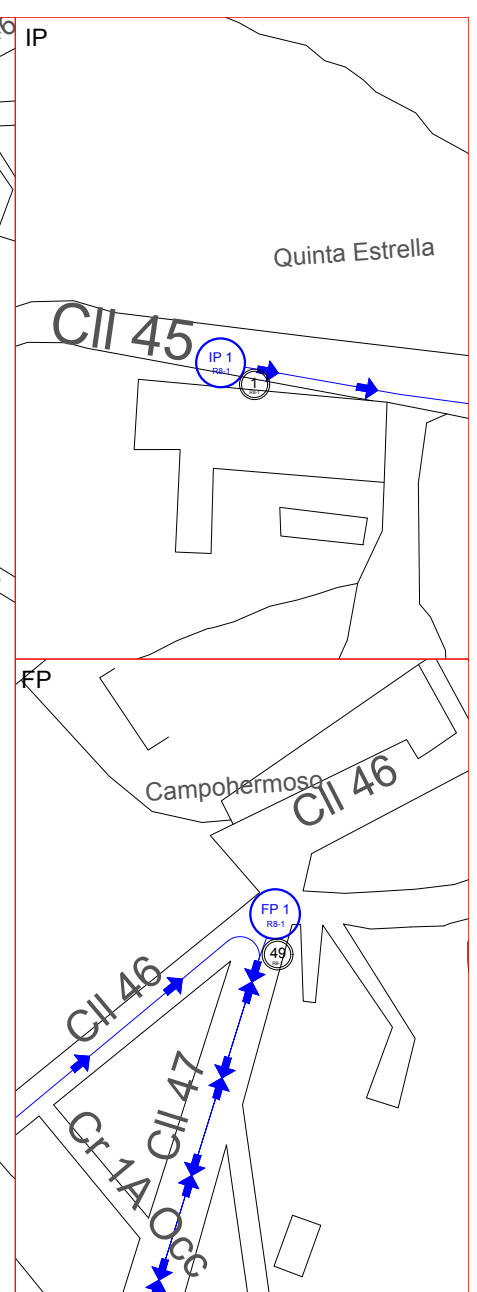 IP
Quinta Estrella
Cll 45
IP 1
R8-1
1
FP
Campohermoso
Cll 46
FP 1
R8-1
49
Cll 46
Cll 47
Cr 1A Occ